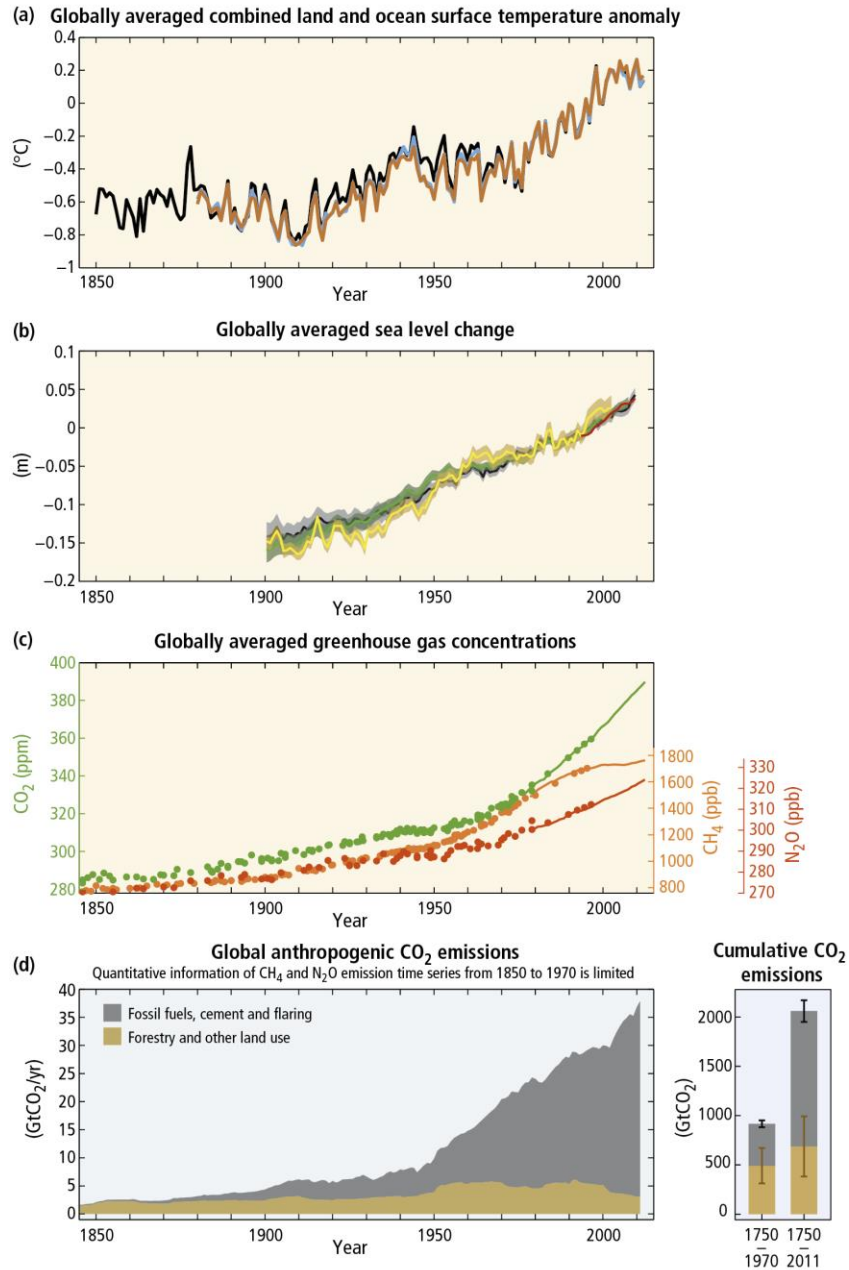 (a) Globally averaged combined land and ocean surface temperature anomaly
0.4
0.2
0
−0.2
−0.4
−0.6
−0.8
−1
(°C)
1850 1900 1950 2000
Year
(b) Globally averaged sea level change
0.1
0.05
0
−0.05
−0.1
−0.15
−0.2
(m)
1850 1900 1950 2000
Year
(c) Globally averaged greenhouse gas concentrations
400
380
360
340
320
300
280
CO₂ (ppm)
1800
1600
1400
1200
1000
800
CH₄ (ppb)
330
320
310
300
290
280
270
N₂O (ppb)
1850 1900 1950 2000
Year
(d) Global anthropogenic CO₂ emissions
Quantitative information of CH₄ and N₂O emission time series from 1850 to 1970 is limited
40
35
30
25
20
15
10
5
0
(GtCO₂/yr)
Fossil fuels, cement and flaring
Forestry and other land use
1850 1900 1950 2000
Year
Cumulative CO₂
emissions
2000
1500
1000
500
0
(GtCO₂)
1750 1750
– –
1970 2011